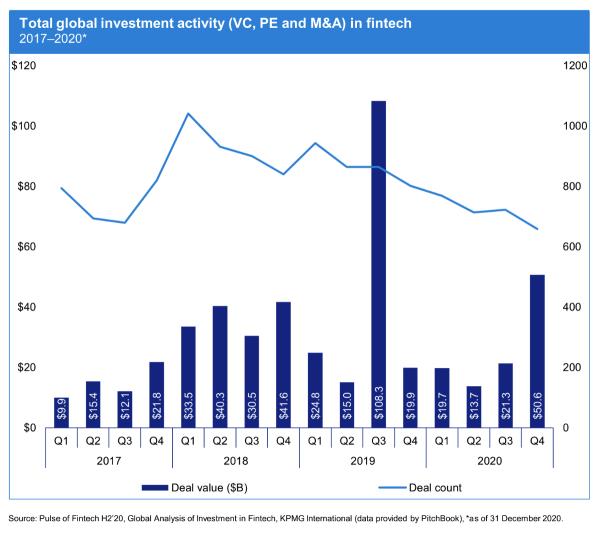 Total global investment activity (VC, PE and M&A) in fintech
2017–2020*
$120 1200
$100 1000
$80 800
$60 600
$40 400
$20 200
$0 0
$9.9 $15.4 $12.1 $21.8 $33.5 $40.3 $30.5 $41.6 $24.8 $15.0 $108.3 $19.9 $19.7 $13.7 $21.3 $50.6
Q1 Q2 Q3 Q4 Q1 Q2 Q3 Q4 Q1 Q2 Q3 Q4 Q1 Q2 Q3 Q4
2017 2018 2019 2020
Deal value ($B) Deal count
Source: Pulse of Fintech H2'20, Global Analysis of Investment in Fintech, KPMG International (data provided by PitchBook), *as of 31 December 2020.